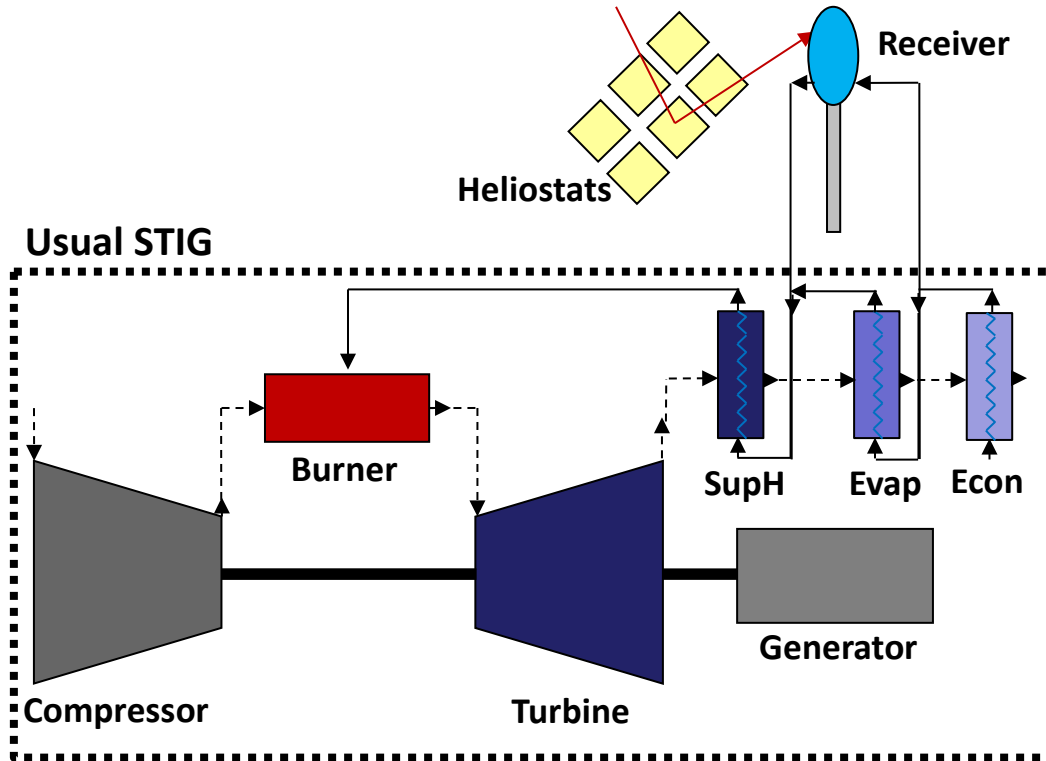 Receiver
Heliostats
Usual STIG
Burner
SupH
Evap
Econ
Generator
Compressor
Turbine